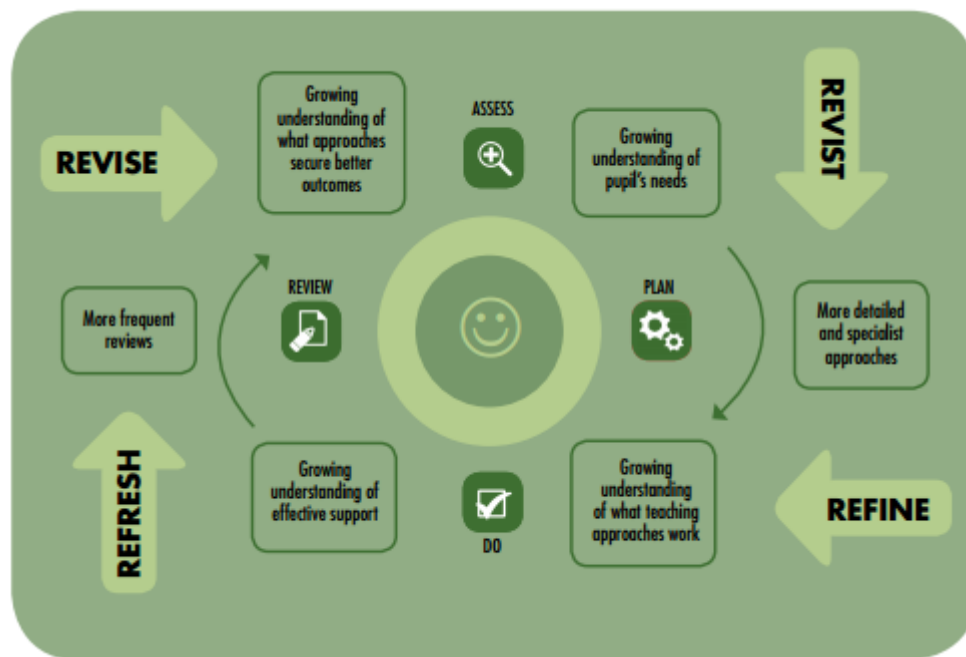 REVISE
Growing
understanding of
what approaches
secure better
outcomes
ASSESS
Growing
understanding of
pupil's needs
REVIST
More frequent
reviews
REVIEW
PLAN
More detailed
and specialist
approaches
REFRESH
Growing
understanding of
effective support
DO
Growing
understanding
of what teaching
approaches work
REFINE